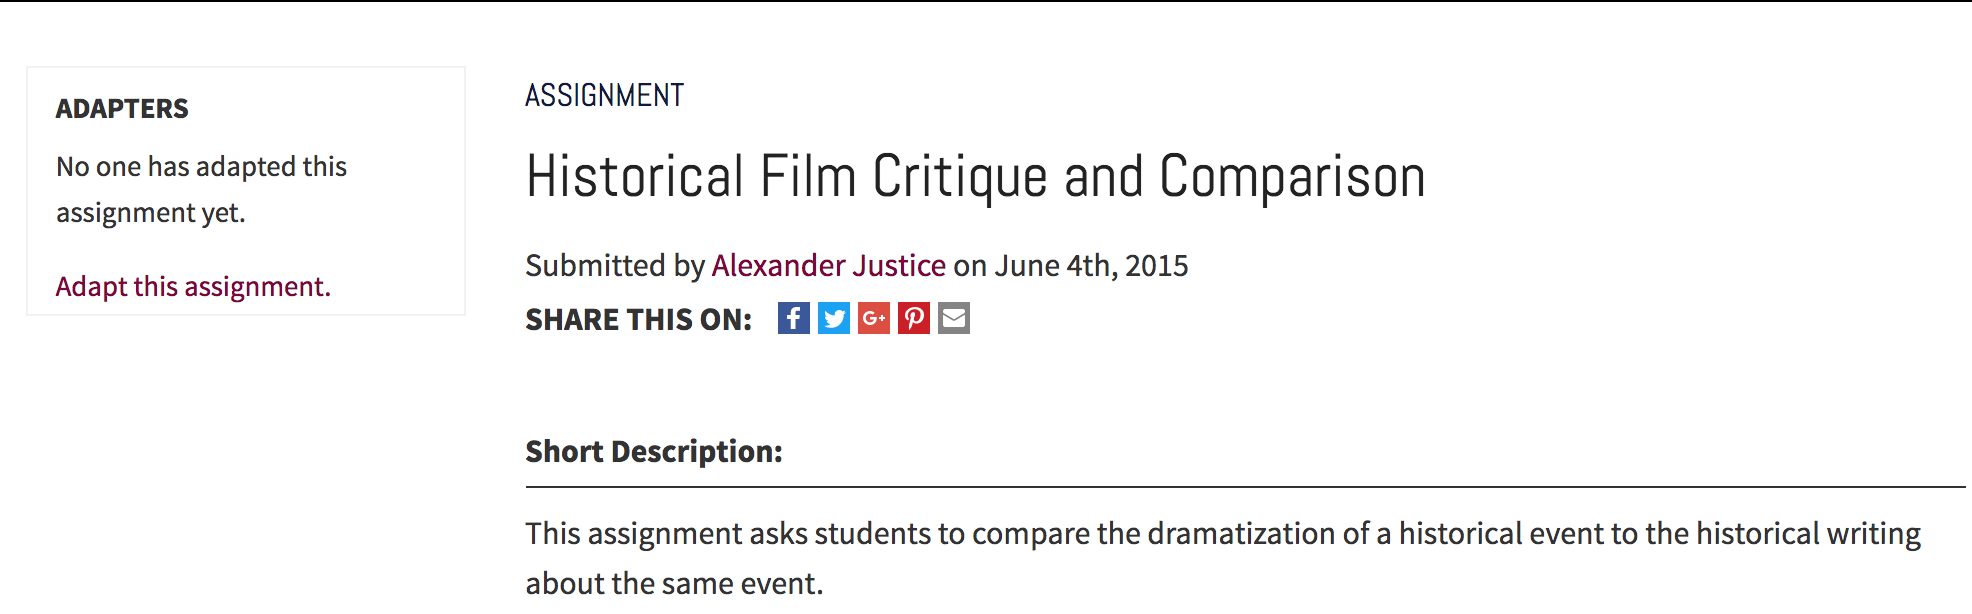 ADAPTERS
No one has adapted this
assignment yet.
Adapt this assignment.
ASSIGNMENT
Historical Film Critique and Comparison
Submitted by Alexander Justice on June 4th, 2015
SHARE THIS ON: f G+
Short Description:
This assignment asks students to compare the dramatization of a historical event to the historical writing
about the same event.